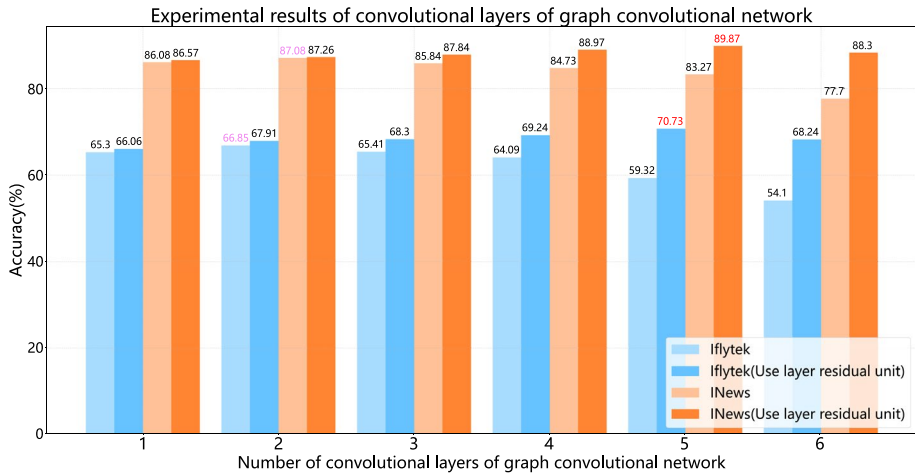 Experimental results of convolutional layers of graph convolutional network
Accuracy(%)
80
60
40
20
0
65.3 66.06 86.08 86.57
66.85 67.91 87.08 87.26
65.41 68.3 85.84 87.84
64.09 69.24 84.73 88.97
59.32 70.73 83.27 89.87
54.1 68.24 77.7 88.3
Iflytek
Iflytek(Use layer residual unit)
INews
INews(Use layer residual unit)
1 2 3 4 5 6
Number of convolutional layers of graph convolutional network